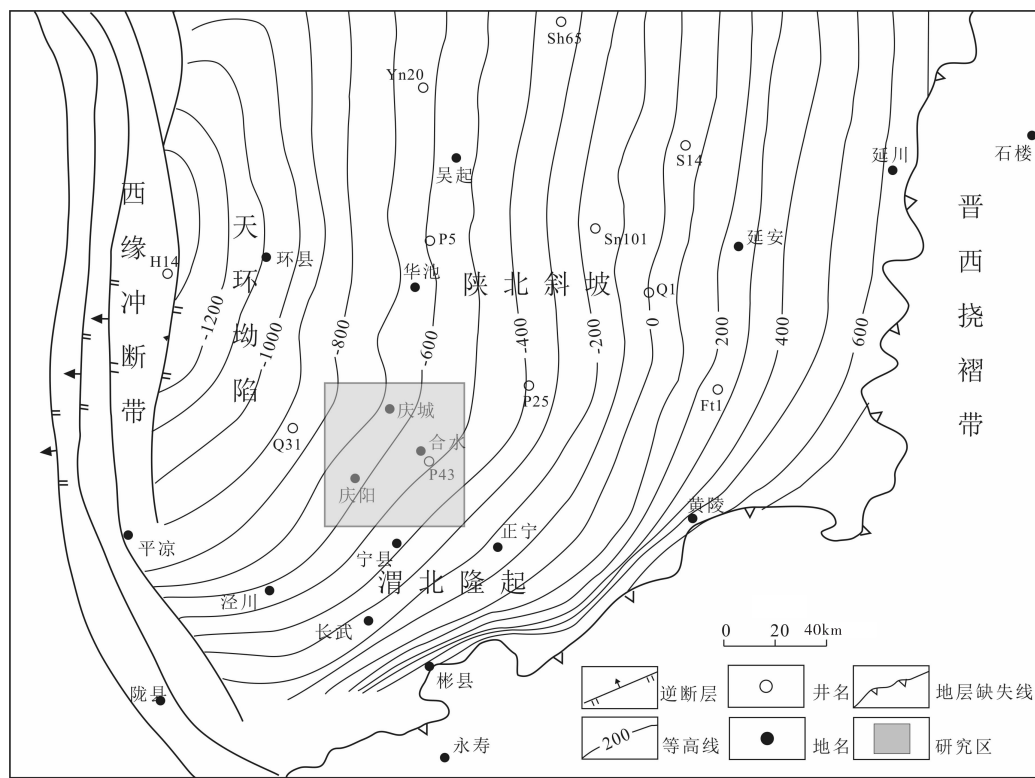 Sh65
Yn20
S14
吴起
延川
石楼
西缘冲断带
天环坳陷
晋西挠褶带
H14
环县
P5
华池
Sn101
延安
陕北斜坡
Q1
-1200
-1000
-800
-600
-400
-200
0
200
400
600
P25
Ft1
庆城
Q31
合水
P43
庆阳
黄陵
平凉
宁县
正宁
渭北隆起
泾川
长武
彬县
陇县
永寿
0 20 40km
逆断层
井名
地层缺失线
200
等高线
地名
研究区